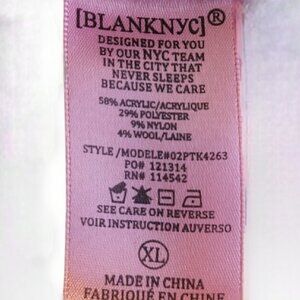 [BLANKNYC]®
DESIGNED FOR YOU
BY OUR NYC TEAM
IN THE CITY THAT
NEVER SLEEPS
BECAUSE WE CARE
58% ACRYLIC/ACRYLIQUE
29% POLYESTER
9% NYLON
4% WOOL/LAINE
STYLE/MODELE#02PTK4263
PO# 121314
RN# 114542
SEE CARE ON REVERSE
VOIR INSTRUCTION AUVERSO
XL
MADE IN CHINA
FABRIQUÉ EN CHINE